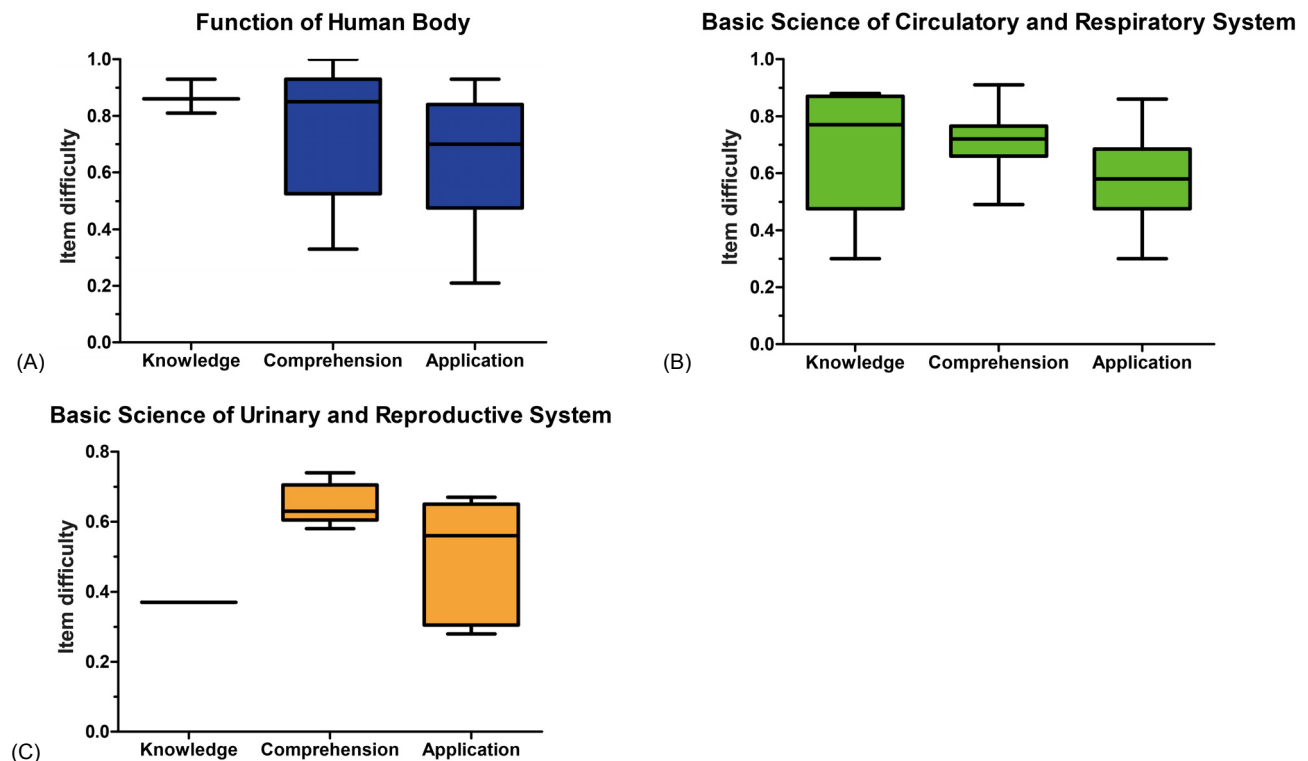 Function of Human Body
Item difficulty
1.0
0.8
0.6
0.4
0.2
0.0
Knowledge Comprehension Application
(A)
Basic Science of Circulatory and Respiratory System
Item difficulty
1.0
0.8
0.6
0.4
0.2
0.0
Knowledge Comprehension Application
(B)
Basic Science of Urinary and Reproductive System
Item difficulty
0.8
0.6
0.4
0.2
0.0
Knowledge Comprehension Application
(C)